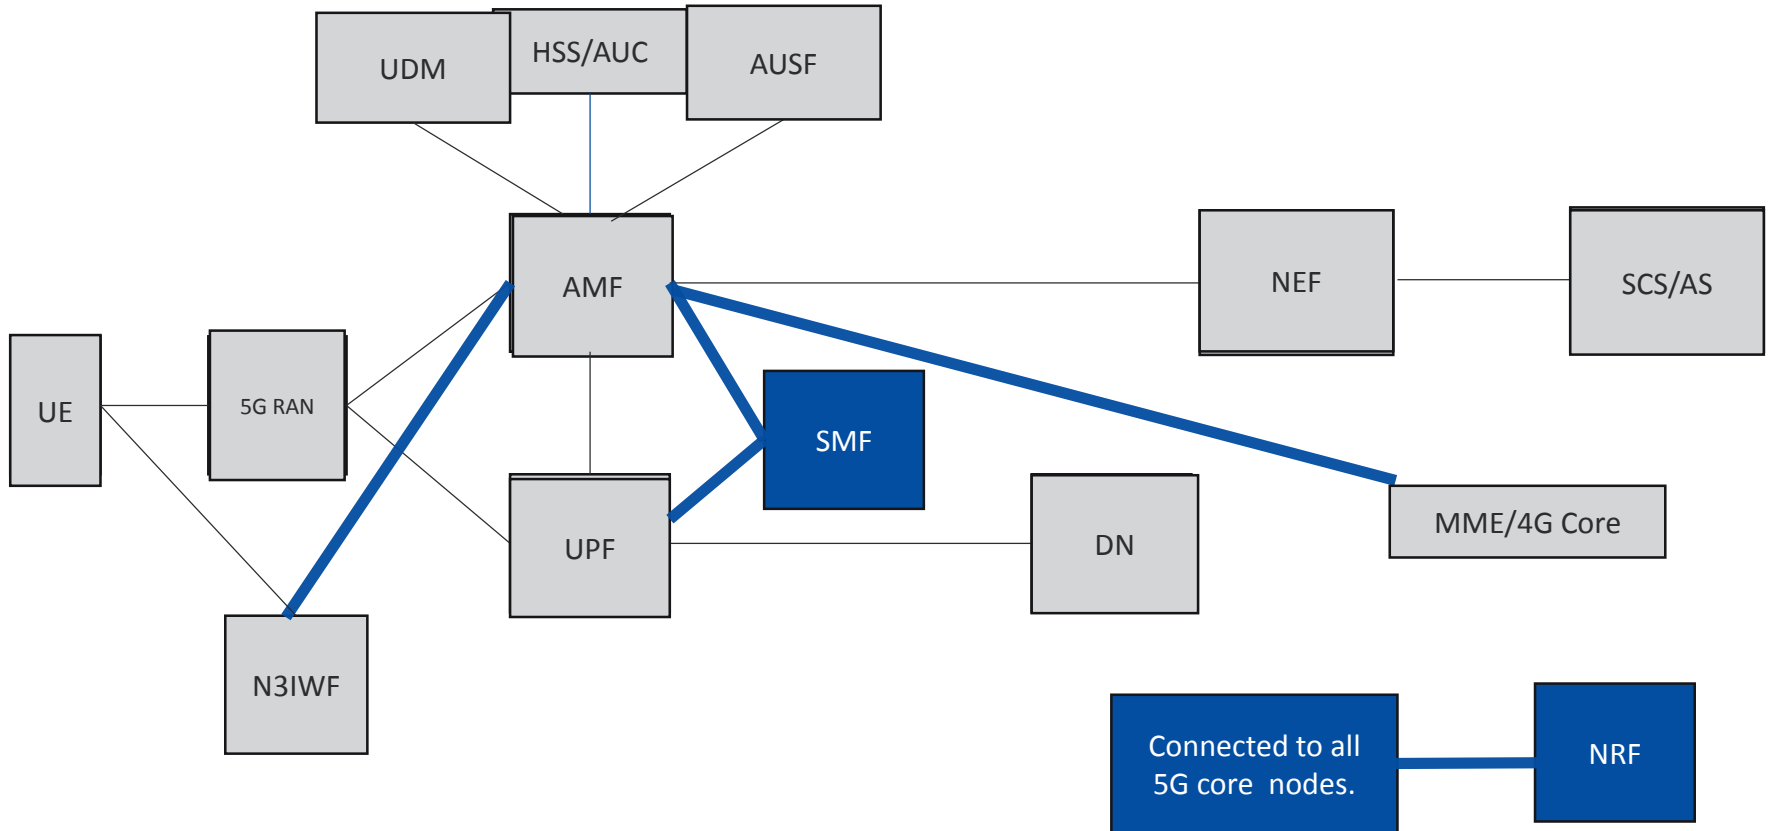 UDM
HSS/AUC
AUSF
AMF
NEF
SCS/AS
UE
5G RAN
SMF
MME/4G Core
UPF
DN
N3IWF
Connected to all
5G core nodes.
NRF